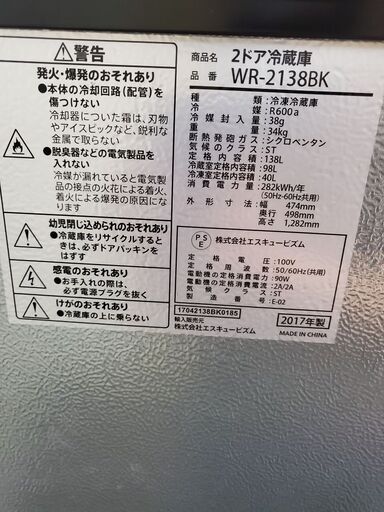 ⚠警告
発火・爆発のおそれあり
●本体の冷却回路(配管)を
傷つけない
冷却器についた霜は、刃物
やアイスピックなど、鋭利な
金属で取り除かないこと
●脱臭器などの電気製品を
入れない
冷媒が漏れていると電気製
品の接点の火花による着火、
着火による爆発の原因に
なります
幼児閉じ込められのおそれあり
●冷蔵庫をリサイクルすると
きは、必ずドアパッキンを
はずす
感電のおそれあり
●お手入れの際は、
必ず電源プラグを抜く
けがのおそれあり
●冷蔵庫の上に乗らない
商品名 2ドア冷蔵庫
品番 WR-2138BK
種類:冷凍冷蔵庫
冷媒:R600a
冷媒封入量:38g
重量:34kg
断熱発砲ガス:シクロペンタン
気候のクラス:ST
定格内容積:138L
冷蔵室定格内容積:98L
冷凍室定格内容積:40L
消費電力量:282kWh/年
(50Hz-60Hz共用)
外形寸法:幅 474mm
奥行 498mm
高さ 1,282mm
PSE 株式会社エスキュービズム
定格電圧:100V
定格周波数:50/60Hz(共用)
電動機の定格消費電力:90W
電動機の定格消費電流:2A/2A
気候クラス:ST
製造:E-02
17042138BK0185
輸入販売元
株式会社エスキュービズム
2017年製
MADE IN CHINA